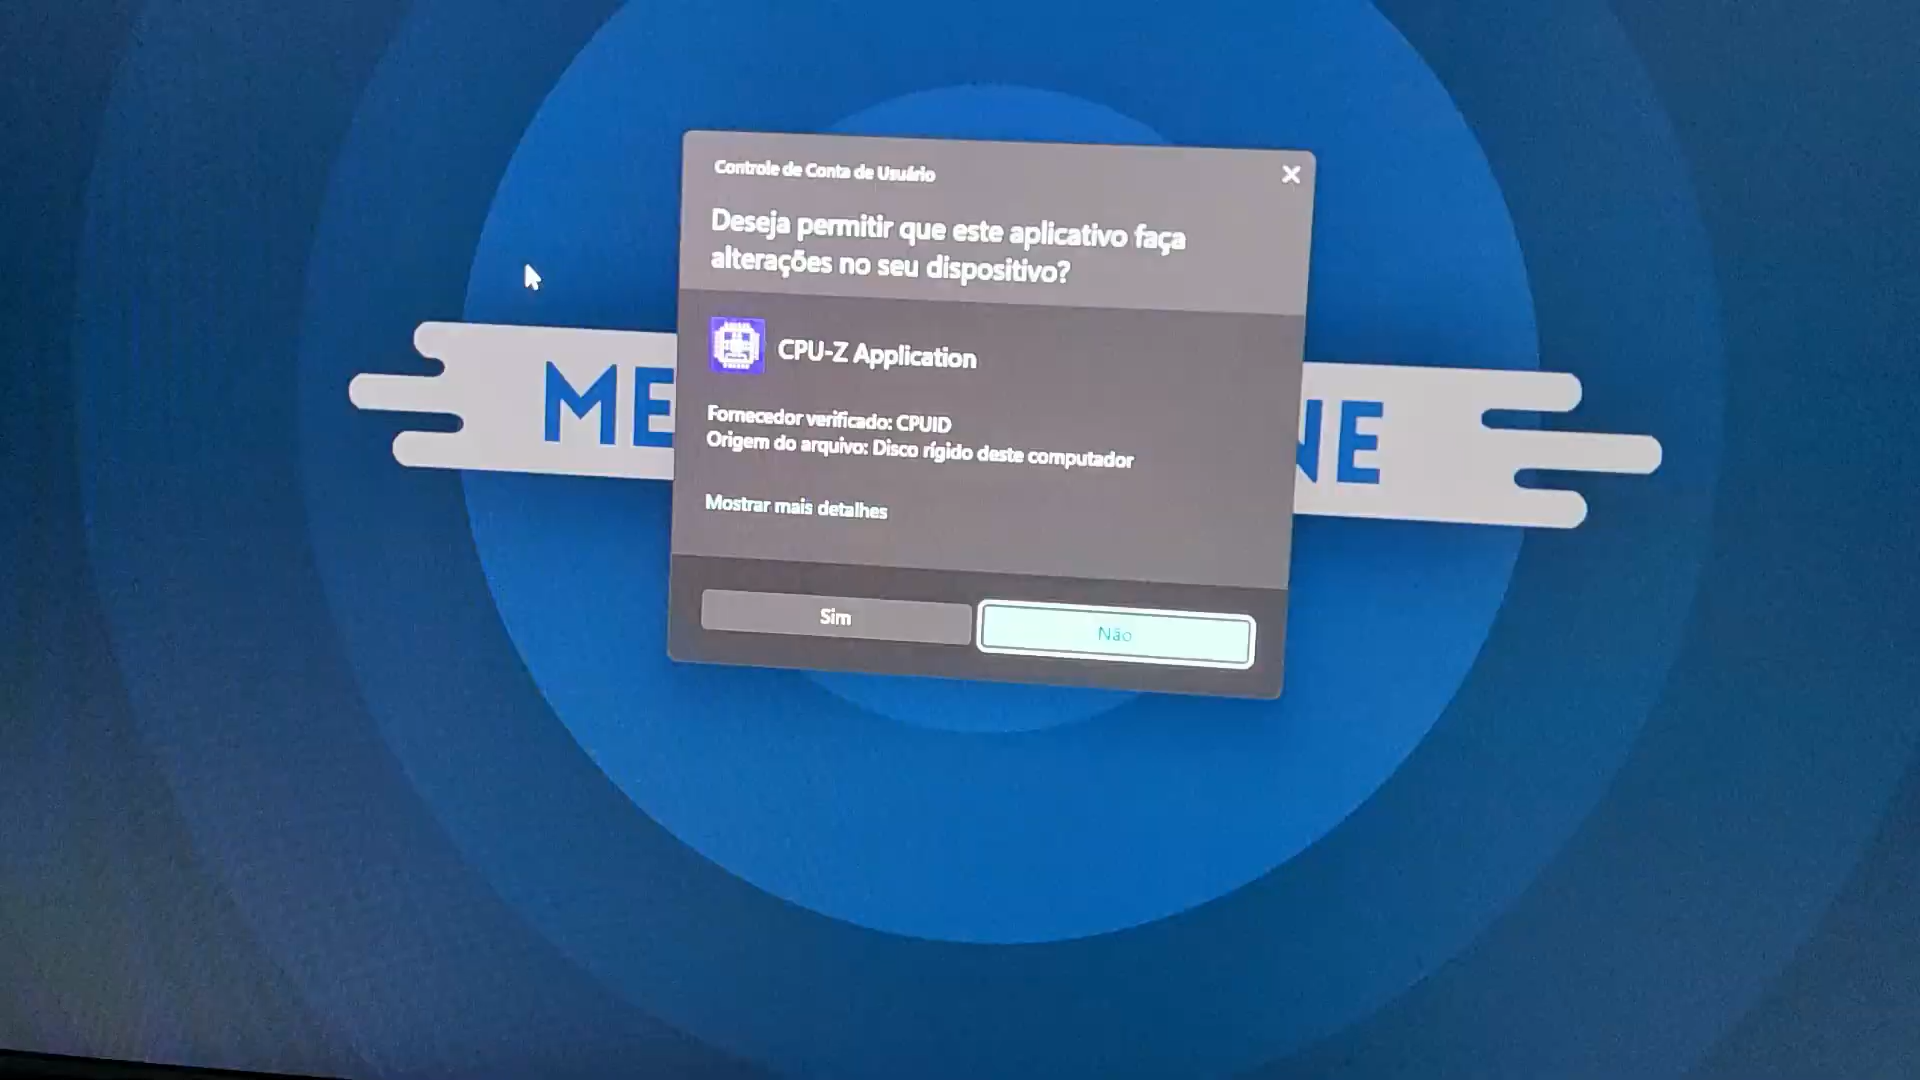 Controle de Conta de Usuário
Deseja permitir que este aplicativo faça
alterações no seu dispositivo?
CPU-Z Application
Fornecedor verificado: CPUID
Origem do arquivo: Disco rígido deste computador
ME
NE
Mostrar mais detalhes
Sim
Não